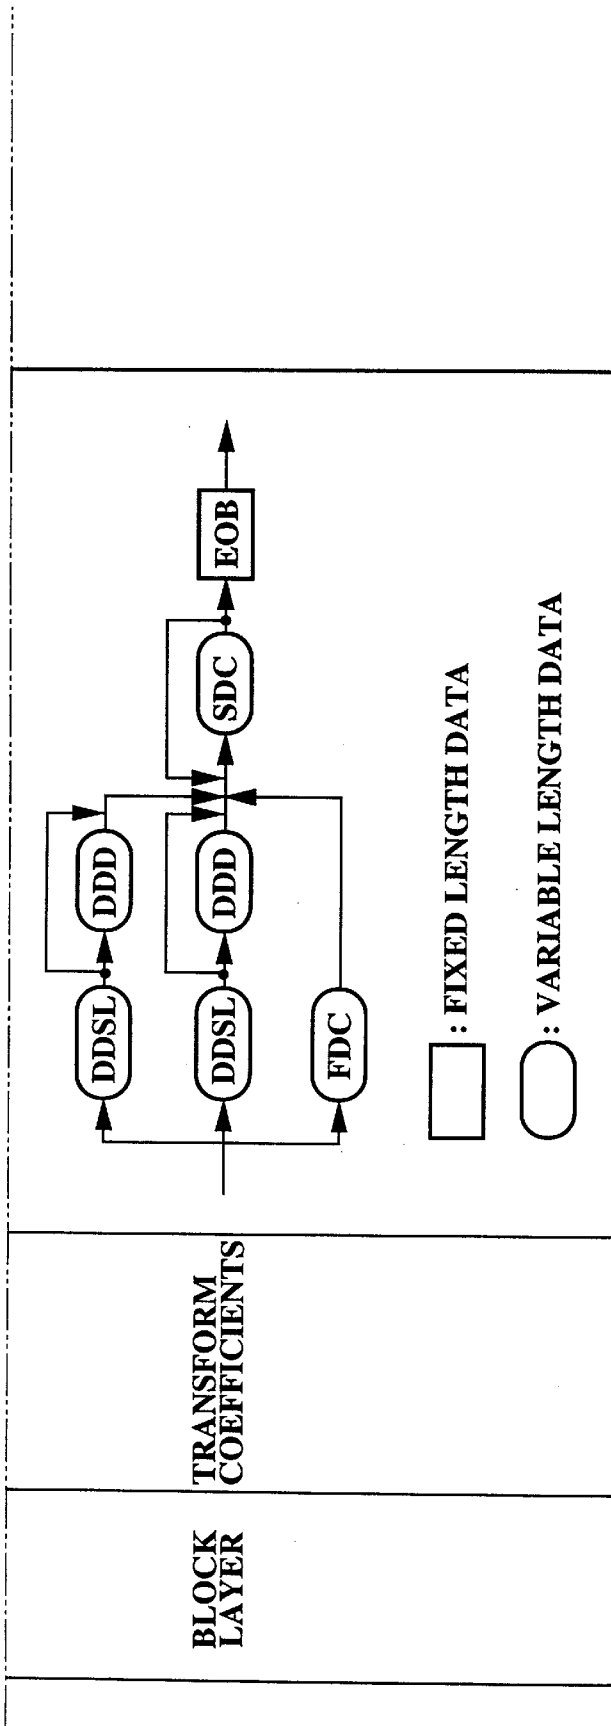 BLOCK
LAYER
TRANSFORM
COEFFICIENTS
DDSL
DDD
DDSL
DDD
SDC
EOB
FDC
: FIXED LENGTH DATA
: VARIABLE LENGTH DATA